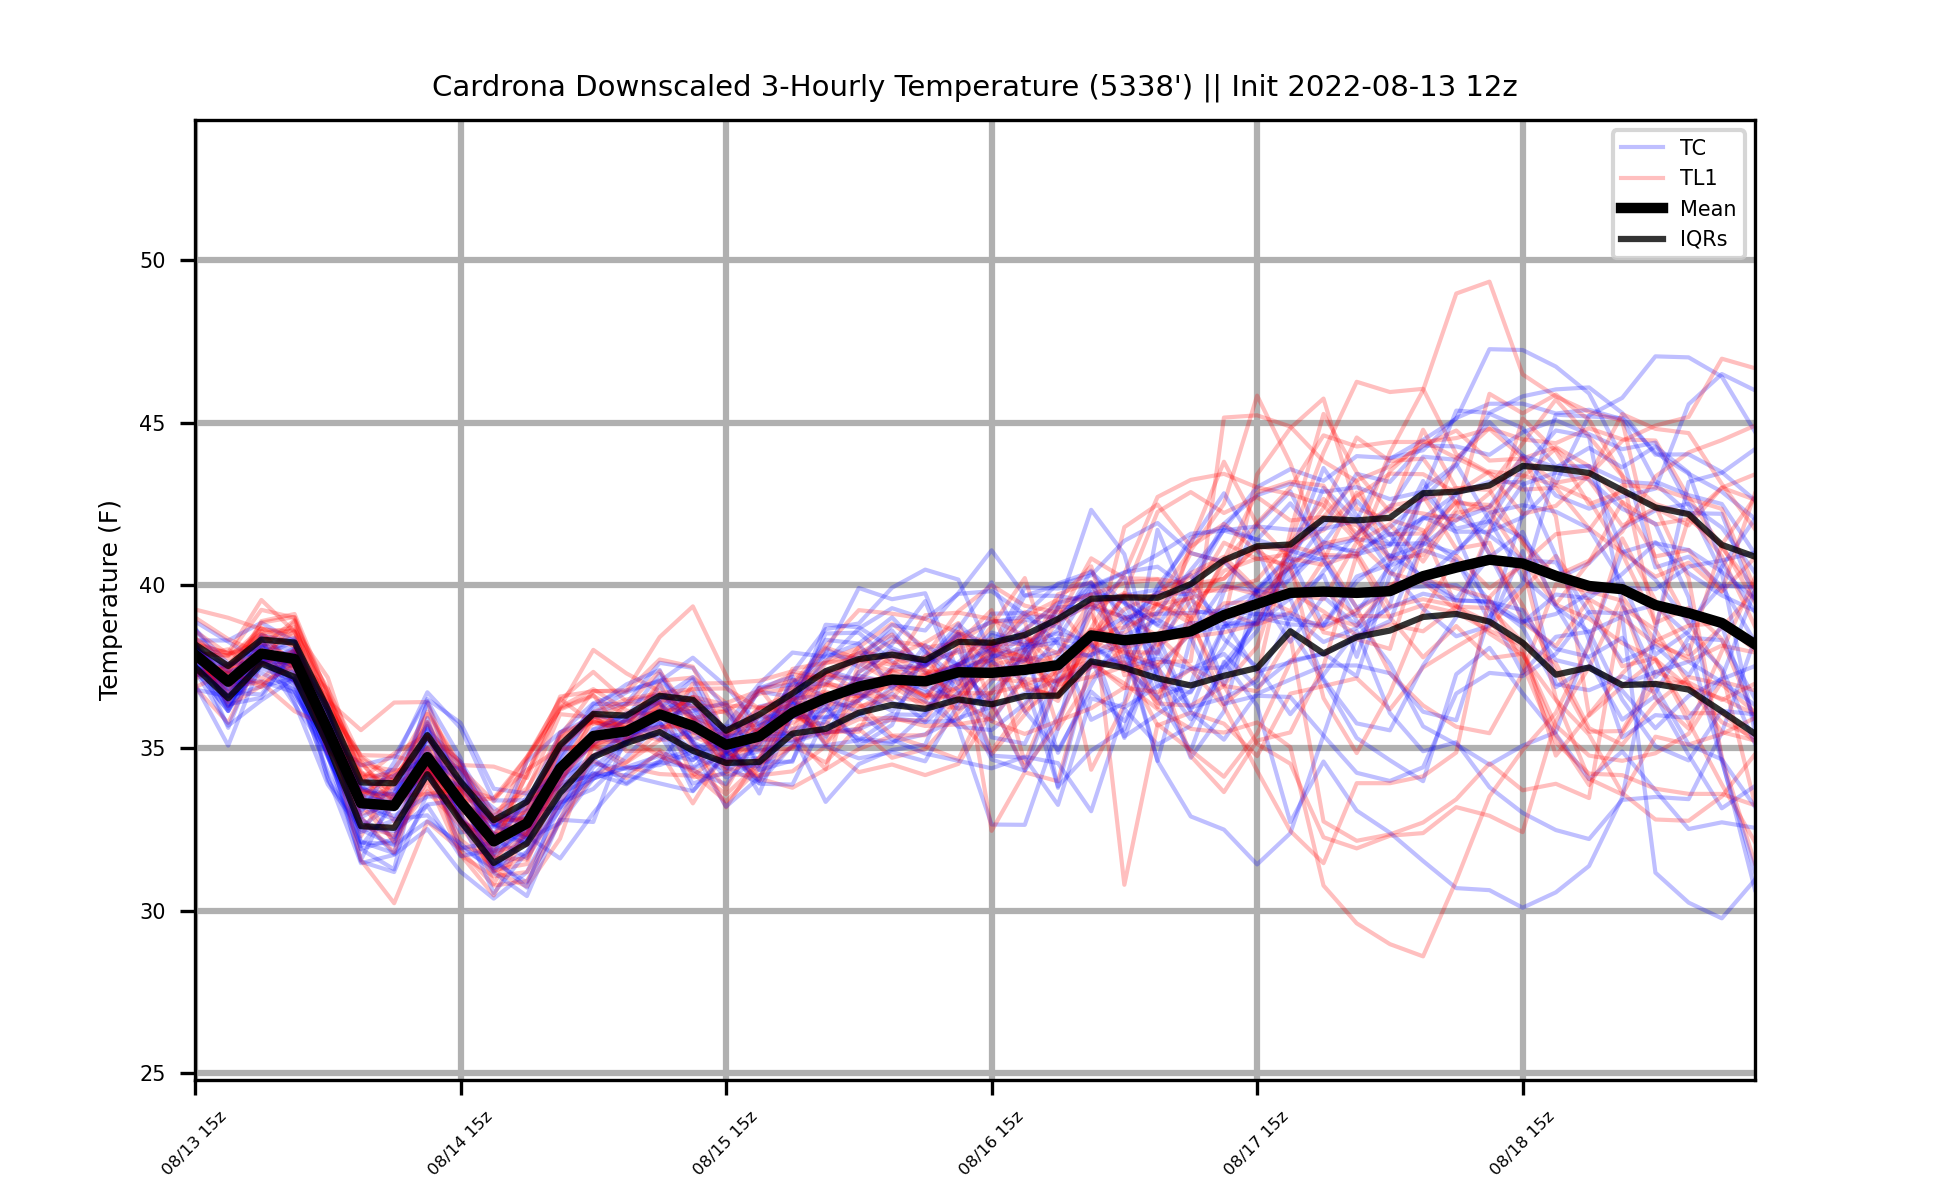 Cardrona Downscaled 3-Hourly Temperature (5338') || Init 2022-08-13 12z
TC
TL1
Mean
IQRs
Temperature (F)
50
45
40
35
30
25
08/13 15z
08/14 15z
08/15 15z
08/16 15z
08/17 15z
08/18 15z